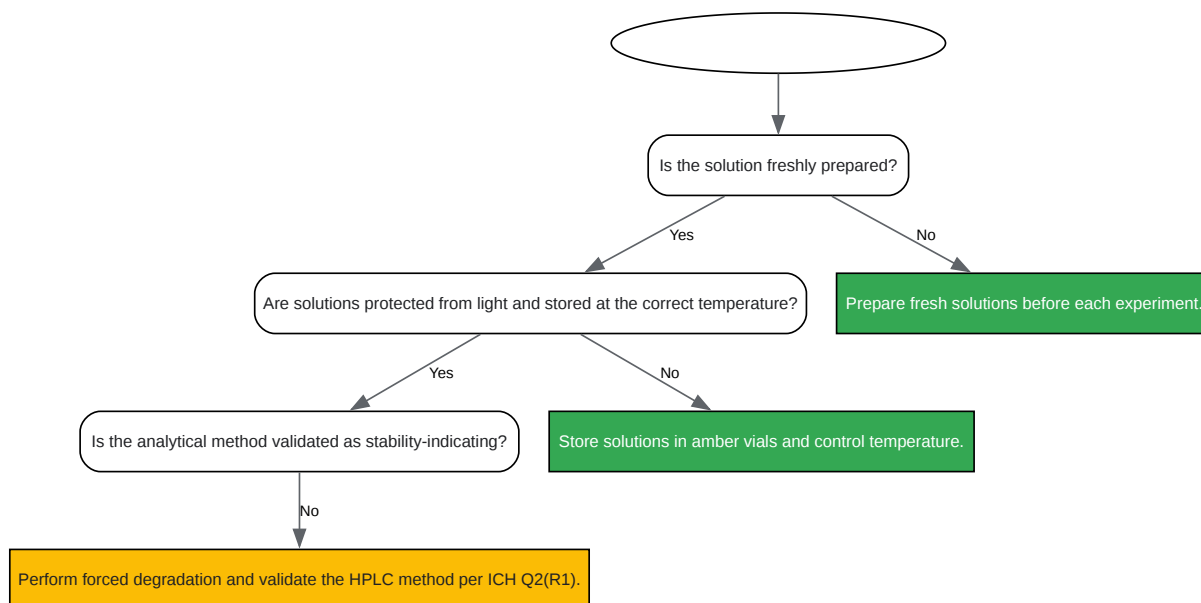 Is the solution freshly prepared?
Yes
No
Are solutions protected from light and stored at the correct temperature?
Prepare fresh solutions before each experiment.
Yes
No
Is the analytical method validated as stability-indicating?
Store solutions in amber vials and control temperature.
No
Perform forced degradation and validate the HPLC method per ICH Q2(R1).